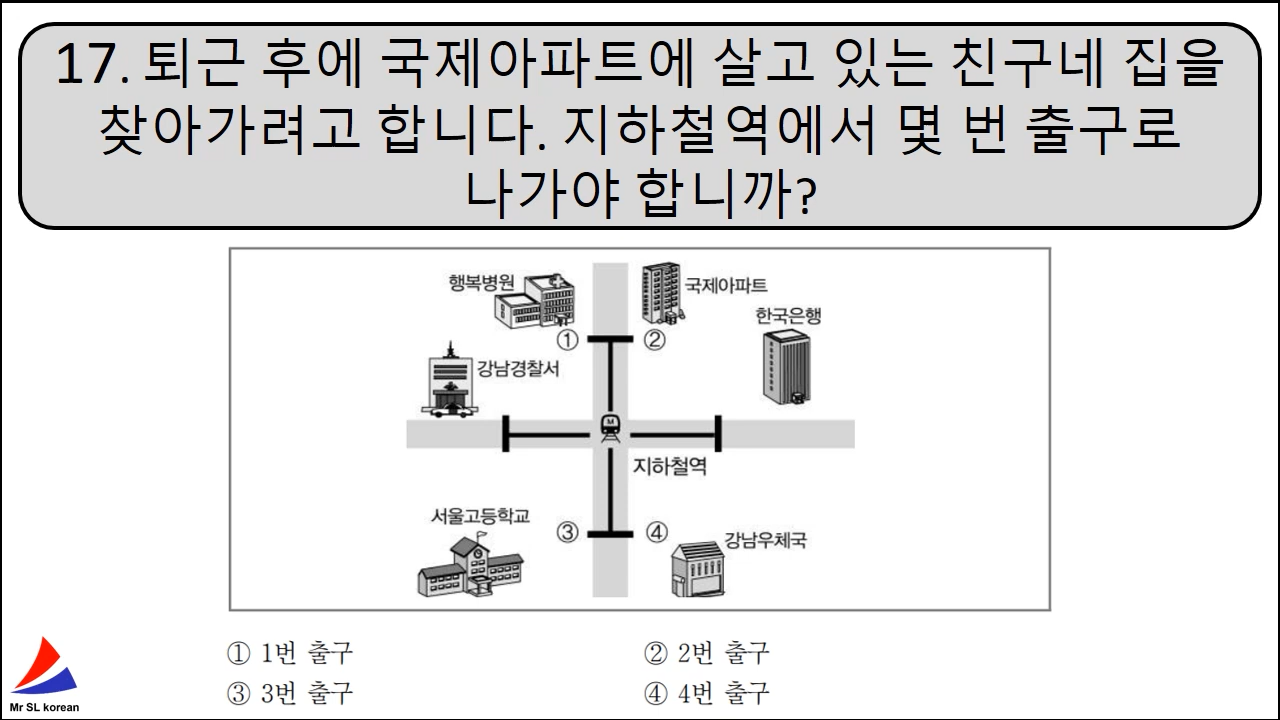 17. 퇴근 후에 국제아파트에 살고 있는 친구네 집을
찾아가려고 합니다. 지하철역에서 몇 번 출구로
나가야 합니까?
행복병원
국제아파트
한국은행
① ②
강남경찰서
M
지하철역
서울고등학교
③ ④
강남우체국
① 1번 출구
② 2번 출구
③ 3번 출구
④ 4번 출구
Mr SL korean